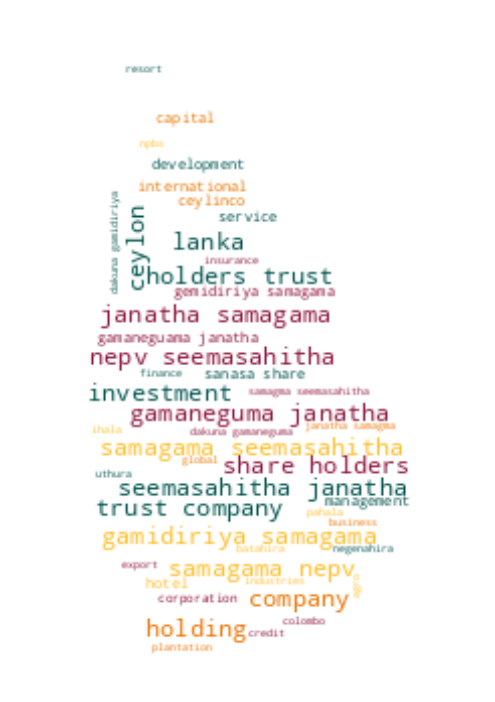 resort
capital
npbs
development
international
ceylinco
service
dakuna gamidiriya
ceylon
lanka
insurance
holders trust
gemidiriya samagama
janatha samagama
gamaneguama janatha
nepv seemasahitha
finance
sanasa share
investment
samagma seemasahitha
gamaneguma janatha
janatha samagma
ihala
dakuna gamaneguma
samagama seemasahitha
global
share holders
uthura
seemasahitha janatha
management
trust company
pahala
business
gamidiriya samagama
batahira
negenahira
export
samagama nepv
hotel
industries
agro
corporation
company
colombo
holding
credit
plantation